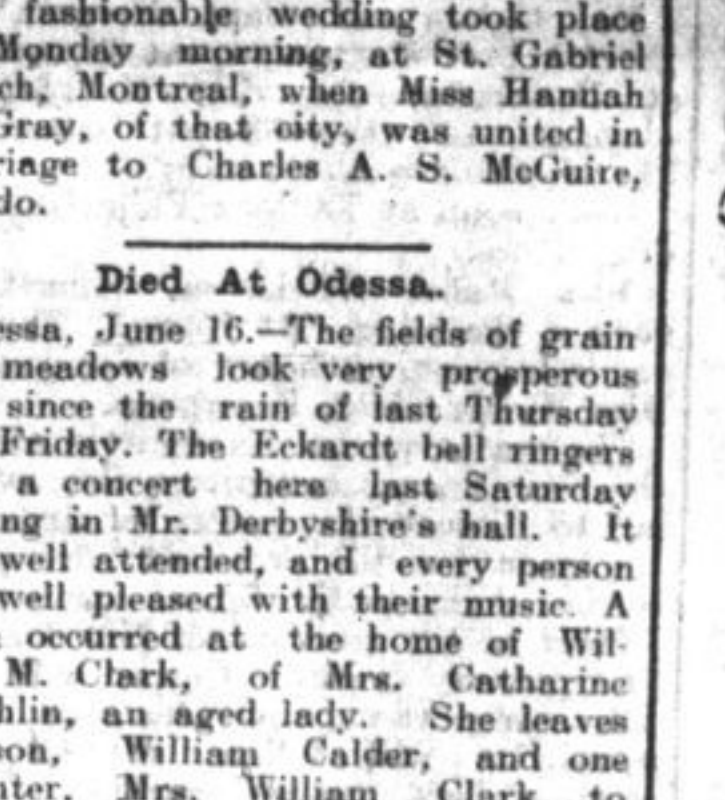 fashionable wedding took place
Monday morning, at St. Gabriel
ch, Montreal, when Miss Hannah
Gray, of that city, was united in
riage to Charles A. S. McGuire,
do.
Died At Odessa.
essa, June 16.—The fields of grain
meadows look very prosperous
since the rain of last Thursday
Friday. The Eckardt bell ringers
a concert here last Saturday
ng in Mr. Derbyshire's hall. It
well attended, and every person
well pleased with their music. A
occurred at the home of Wil-
M. Clark, of Mrs. Catharine
hlin, an aged lady. She leaves
son, William Calder, and one
hter, Mrs. William Clark, to